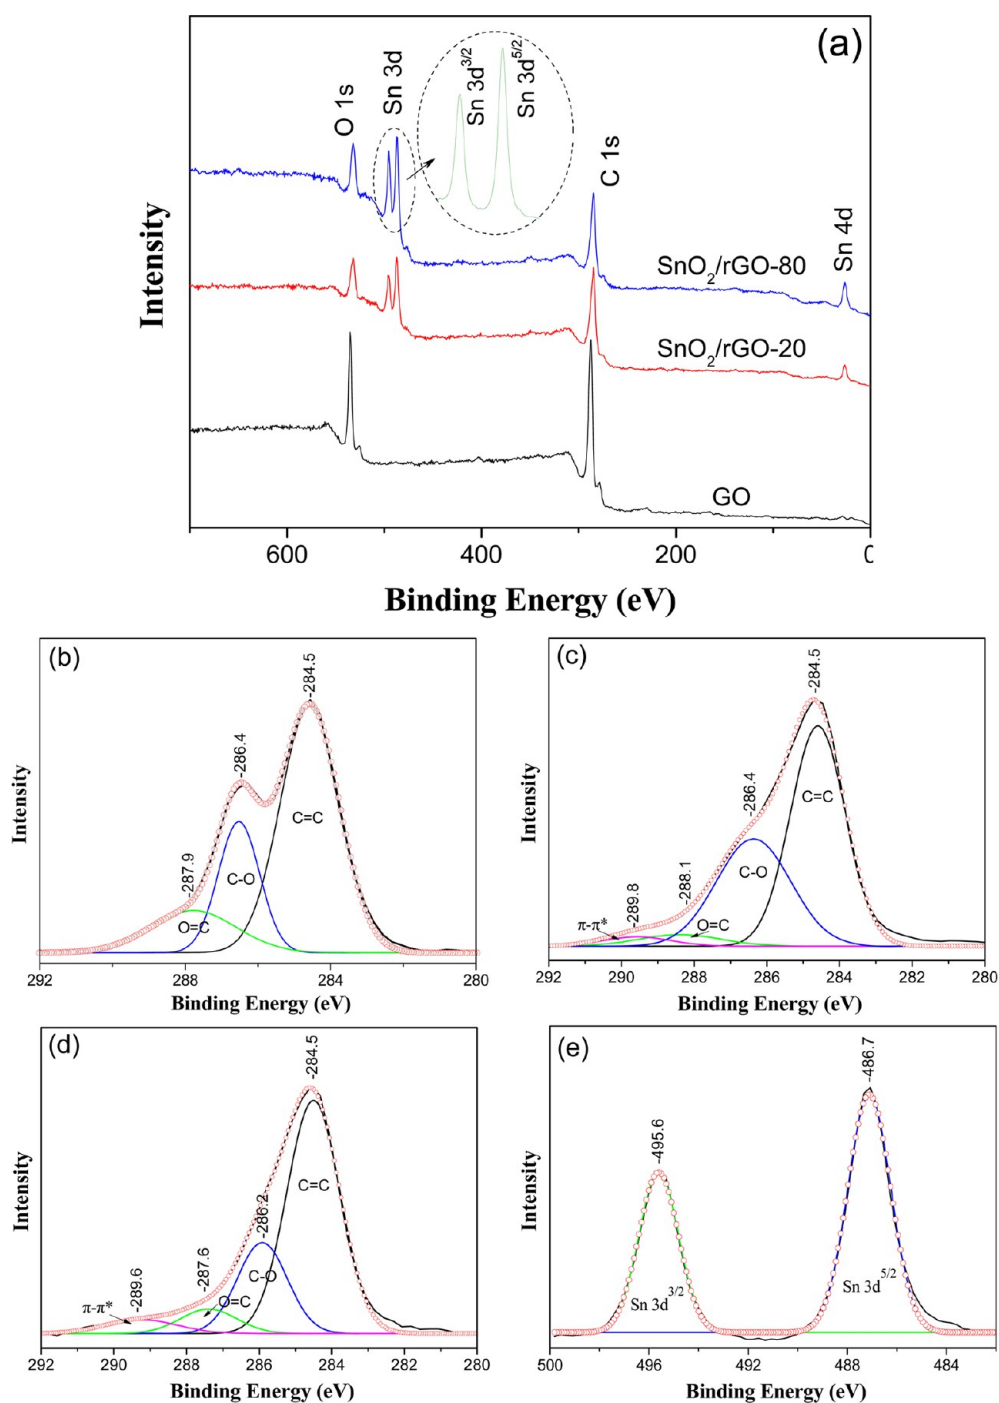 (a)
O 1s
Sn 3d
Sn 3d3/2
Sn 3d5/2
C 1s
Sn 4d
SnO2/rGO-80
SnO2/rGO-20
GO
Intensity
600 400 200 0
Binding Energy (eV)
(b)
-284.5
-286.4
-287.9
C=C
C-O
O=C
Intensity
292 290 288 286 284 282 280
Binding Energy (eV)
(c)
-284.5
-286.4
-288.1
-289.8
C=C
C-O
O=C
π-π*
Intensity
292 290 288 286 284 282 280
Binding Energy (eV)
(d)
-284.5
-286.2
-287.6
-289.6
C=C
C-O
O=C
π-π*
Intensity
292 290 288 286 284 282 280
Binding Energy (eV)
(e)
-486.7
-495.6
Sn 3d3/2
Sn 3d5/2
Intensity
500 496 492 488 484
Binding Energy (eV)